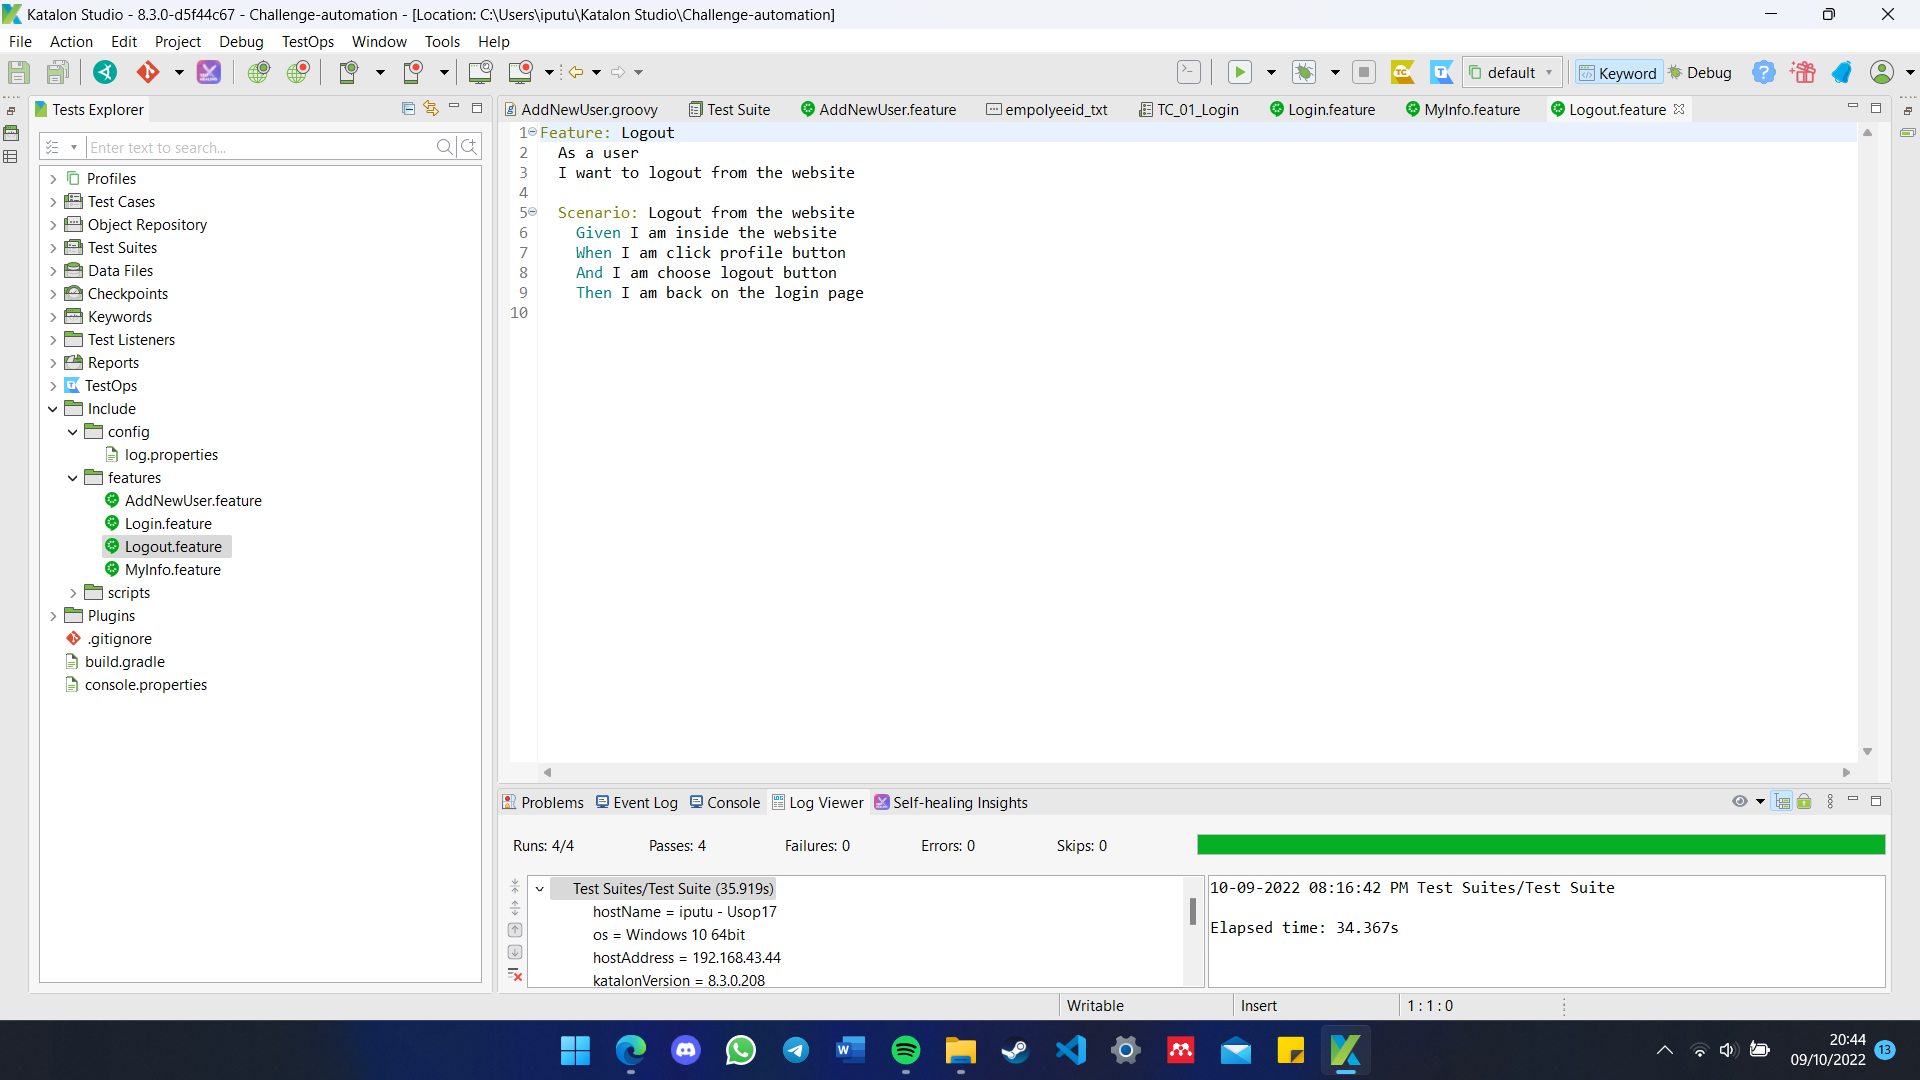 Katalon Studio - 8.3.0-d5f44c67 - Challenge-automation - [Location: C:\Users\iputu\Katalon Studio\Challenge-automation]
File Action Edit Project Debug TestOps Window Tools Help
default Keyword Debug
Tests Explorer
AddNewUser.groovy Test Suite AddNewUser.feature empolyeeid_txt TC_01_Login Login.feature MyInfo.feature Logout.feature
Enter text to search...
Profiles
Test Cases
Object Repository
Test Suites
Data Files
Checkpoints
Keywords
Test Listeners
Reports
TestOps
Include
config
log.properties
features
AddNewUser.feature
Login.feature
Logout.feature
MyInfo.feature
scripts
Plugins
.gitignore
build.gradle
console.properties
1 Feature: Logout
2 As a user
3 I want to logout from the website
4
5 Scenario: Logout from the website
6 Given I am inside the website
7 When I am click profile button
8 And I am choose logout button
9 Then I am back on the login page
10
Problems Event Log Console Log Viewer Self-healing Insights
Runs: 4/4 Passes: 4 Failures: 0 Errors: 0 Skips: 0
Test Suites/Test Suite (35.919s)
hostName = iputu - Usop17
os = Windows 10 64bit
hostAddress = 192.168.43.44
katalonVersion = 8.3.0.208
10-09-2022 08:16:42 PM Test Suites/Test Suite
Elapsed time: 34.367s
Writable Insert 1 : 1 : 0
20:44
09/10/2022 13